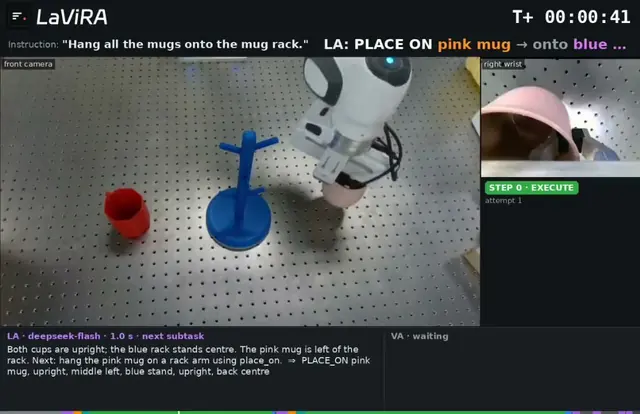 LaViRA
T+ 00:00:41
Instruction: "Hang all the mugs onto the mug rack."
LA: PLACE ON pink mug → onto blue ...
front camera
right wrist
STEP 0 · EXECUTE
attempt 1
LA · deepseek-flash · 1.0 s · next subtask
VA · waiting
Both cups are upright; the blue rack stands centre. The pink mug is left of the
rack. Next: hang the pink mug on a rack arm using place_on. ⇒ PLACE_ON pink
mug, upright, middle left, blue stand, upright, back centre